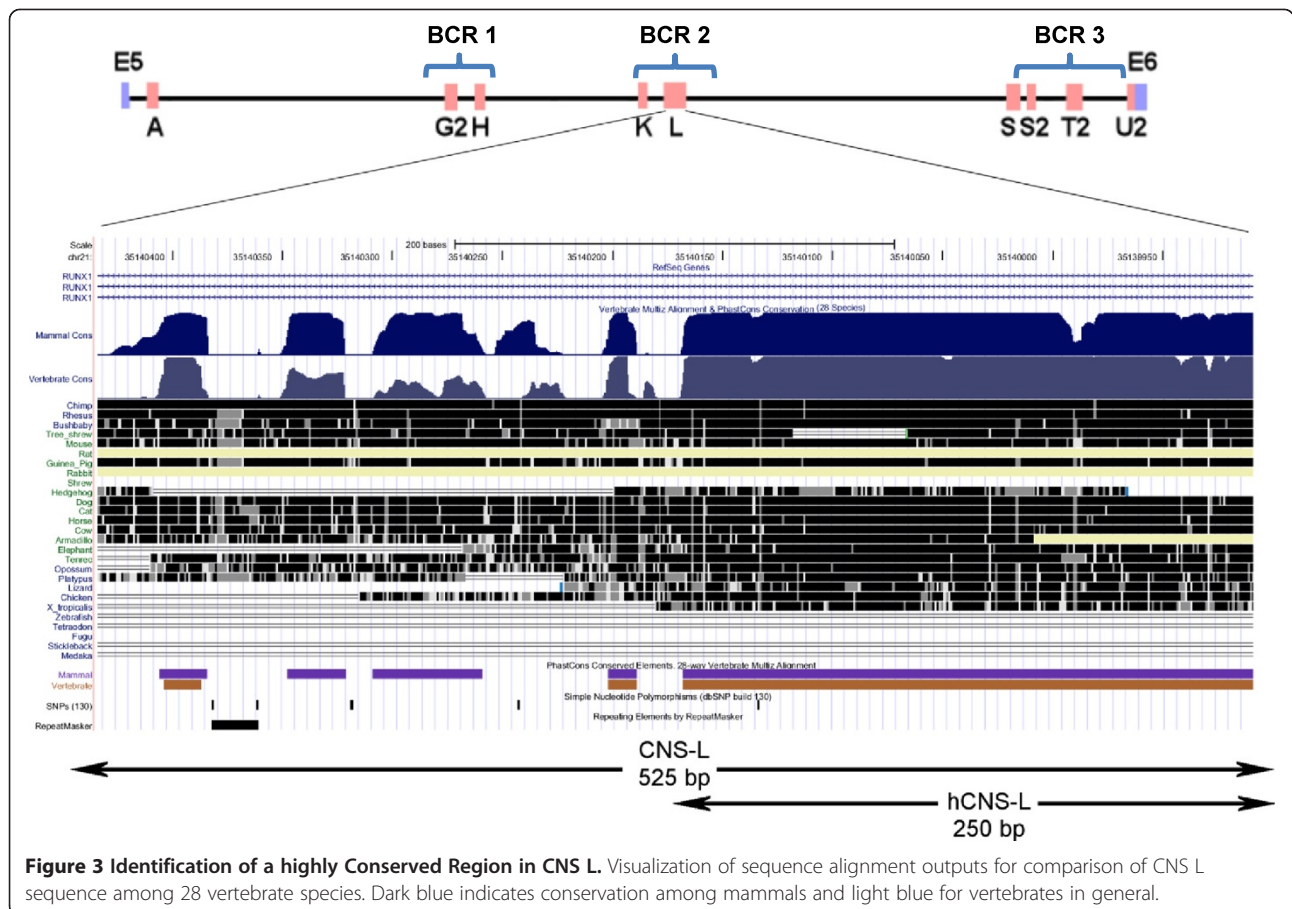 BCR 1 BCR 2 BCR 3
E5 E6
A G2 H K L S S2 T2 U2
Scale 200 bases
chr21: 35140400 35140350 35140300 35140250 35140200 35140150 35140100 35140050 35140000 35139950
RefSeq Genes
RUNX1
RUNX1
RUNX1
Vertebrate Multiz Alignment & PhastCons Conservation (28 Species)
Mammal Cons
Vertebrate Cons
Chimp
Rhesus
Bushbaby
Tree_shrew
Mouse
Rat
Guinea_Pig
Rabbit
Shrew
Hedgehog
Dog
Cat
Horse
Cow
Armadillo
Elephant
Tenrec
Opossum
Platypus
Lizard
Chicken
X_tropicalis
Zebrafish
Tetraodon
Fugu
Stickleback
Medaka
PhastCons Conserved Elements, 28-way Vertebrate Multiz Alignment
Mammal
Vertebrate
Simple Nucleotide Polymorphisms (dbSNP build 130)
SNPs (130)
Repeating Elements by RepeatMasker
RepeatMasker
CNS-L
525 bp
hCNS-L
250 bp
Figure 3 Identification of a highly Conserved Region in CNS L. Visualization of sequence alignment outputs for comparison of CNS L
sequence among 28 vertebrate species. Dark blue indicates conservation among mammals and light blue for vertebrates in general.